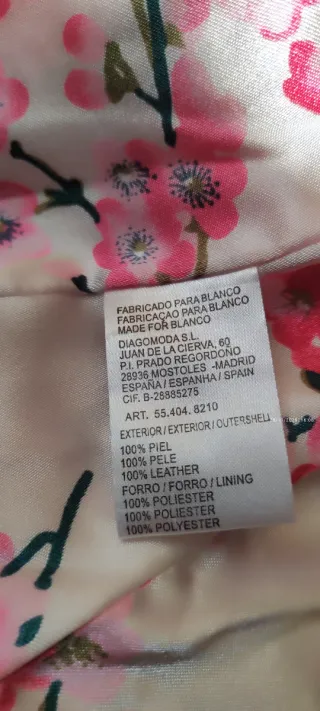 FABRICADO PARA BLANCO
FABRICAÇAO PARA BLANCO
MADE FOR BLANCO
DIAGOMODA S.L.
JUAN DE LA CIERVA, 60
P.I. PRADO REGORDOÑO
28936 MOSTOLES -MADRID
ESPAÑA / ESPANHA / SPAIN
CIF. B-28885275
ART. 55.404.8210
EXTERIOR / EXTERIOR / OUTERSHELL
100% PIEL
100% PELE
100% LEATHER
FORRO / FORRO / LINING
100% POLIESTER
100% POLIESTER
100% POLYESTER